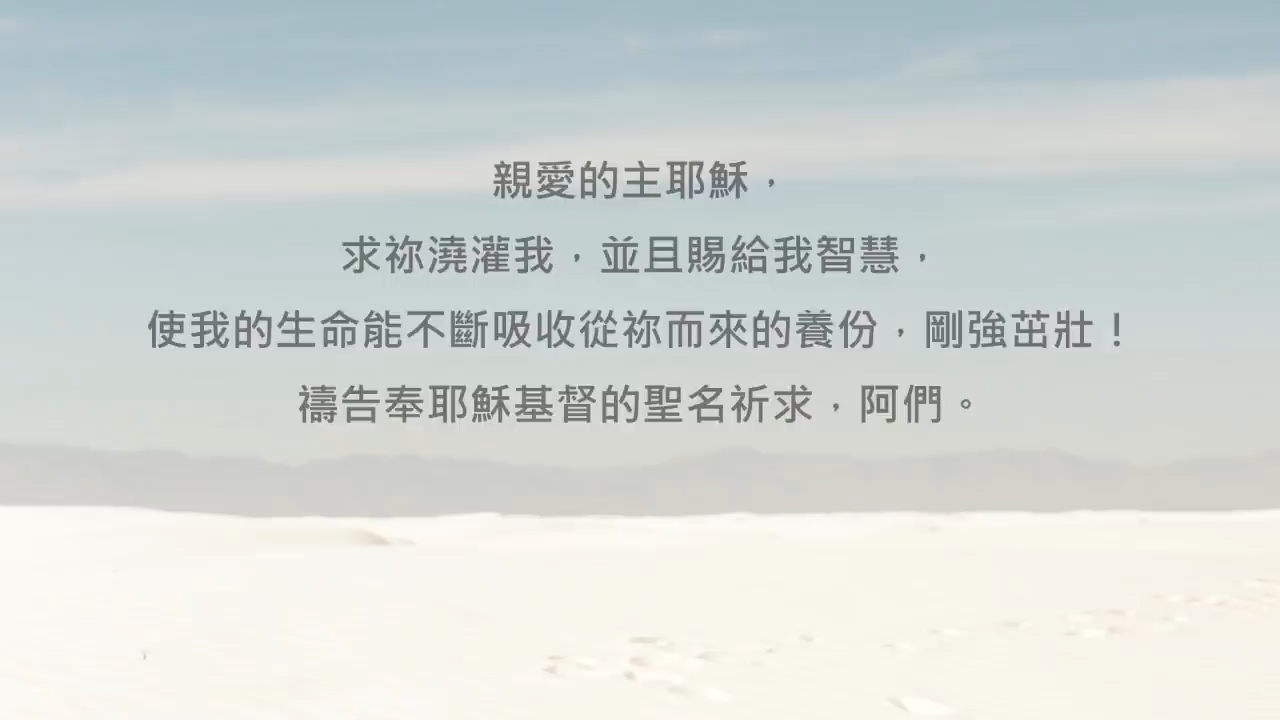 親愛的主耶穌，
求祢澆灌我，並且賜給我智慧，
使我的生命能不斷吸收從祢而來的養份，剛強茁壯！
禱告奉耶穌基督的聖名祈求，阿們。